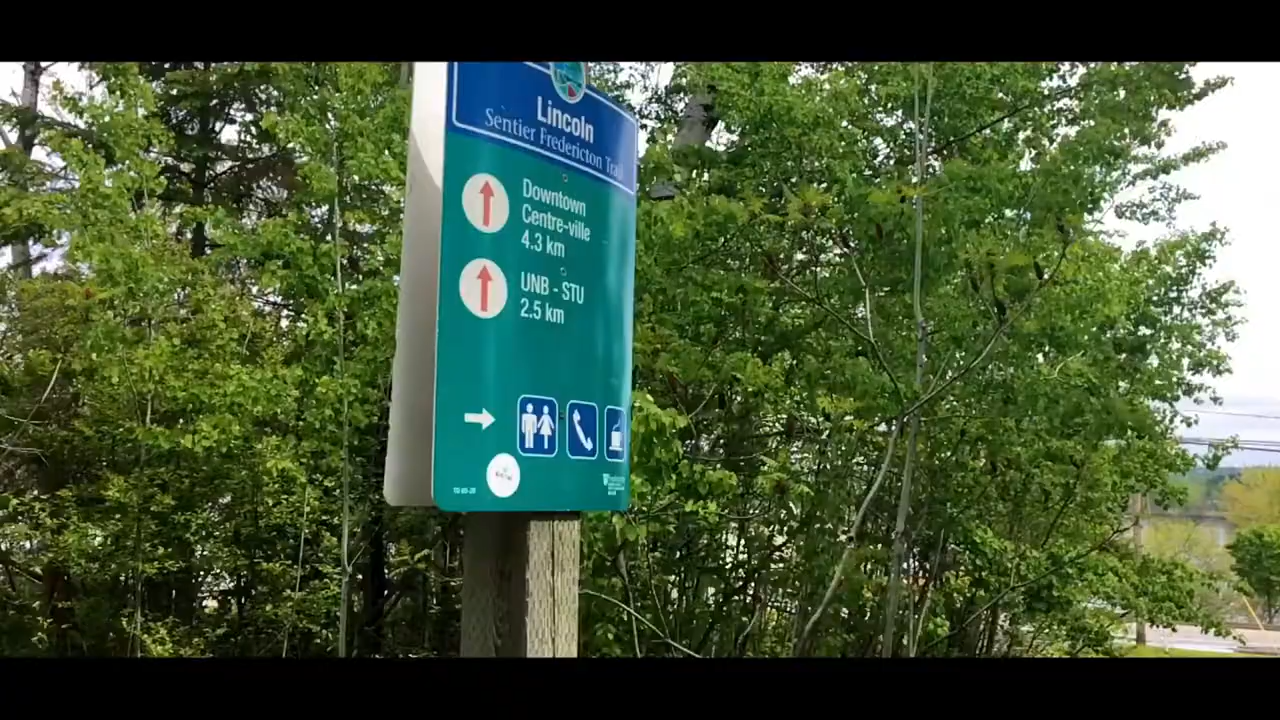 Lincoln
Sentier Fredericton Trail
Downtown
Centre-ville
4.3 km
UNB - STU
2.5 km